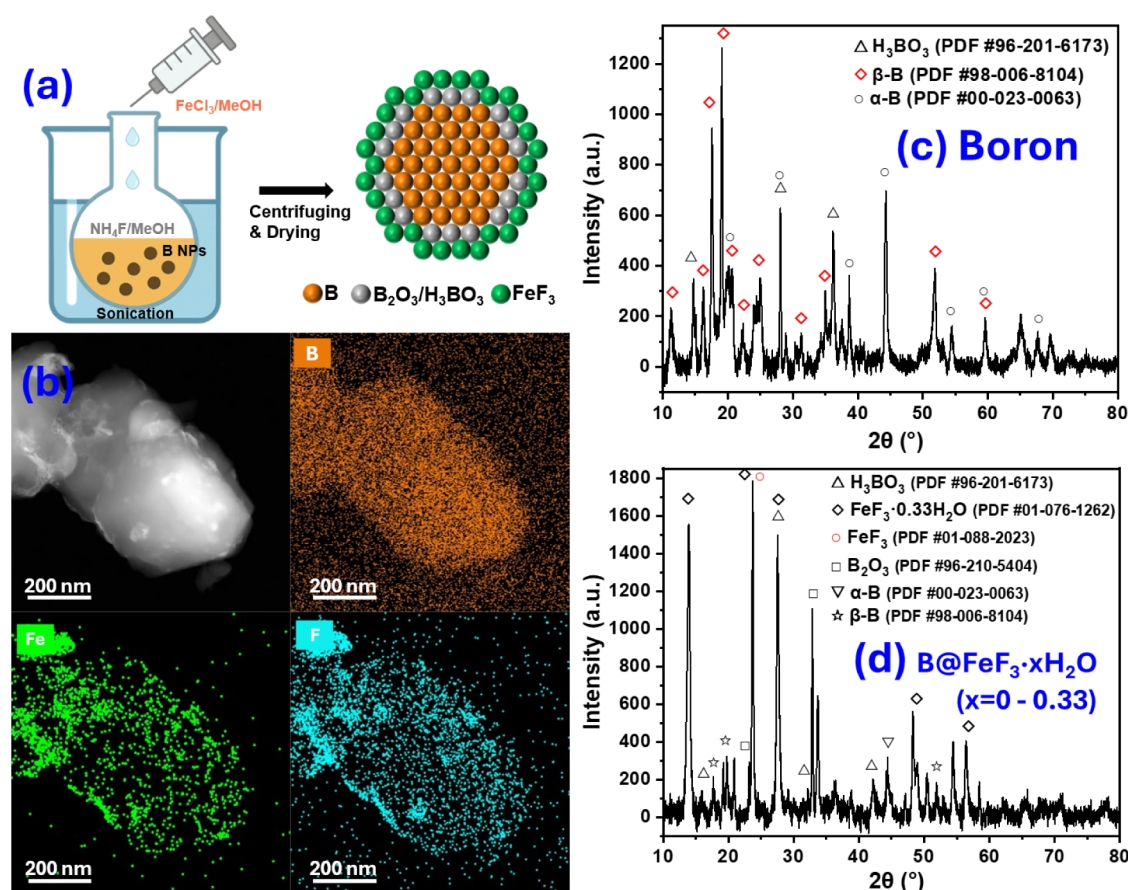 (a)
FeCl₃/MeOH
NH₄F/MeOH
B NPs
Sonication
Centrifuging
& Drying
B
B₂O₃/H₃BO₃
FeF₃
(b)
200 nm
B
200 nm
Fe
200 nm
F
200 nm
Intensity (a.u.)
1200
1000
800
600
400
200
0
H₃BO₃ (PDF #96-201-6173)
β-B (PDF #98-006-8104)
α-B (PDF #00-023-0063)
(c) Boron
10 20 30 40 50 60 70 80
2θ (°)
Intensity (a.u.)
1800
1600
1400
1200
1000
800
600
400
200
0
H₃BO₃ (PDF #96-201-6173)
FeF₃·0.33H₂O (PDF #01-076-1262)
FeF₃ (PDF #01-088-2023)
B₂O₃ (PDF #96-210-5404)
α-B (PDF #00-023-0063)
β-B (PDF #98-006-8104)
(d) B@FeF₃·xH₂O
(x=0 - 0.33)
10 20 30 40 50 60 70 80
2θ (°)